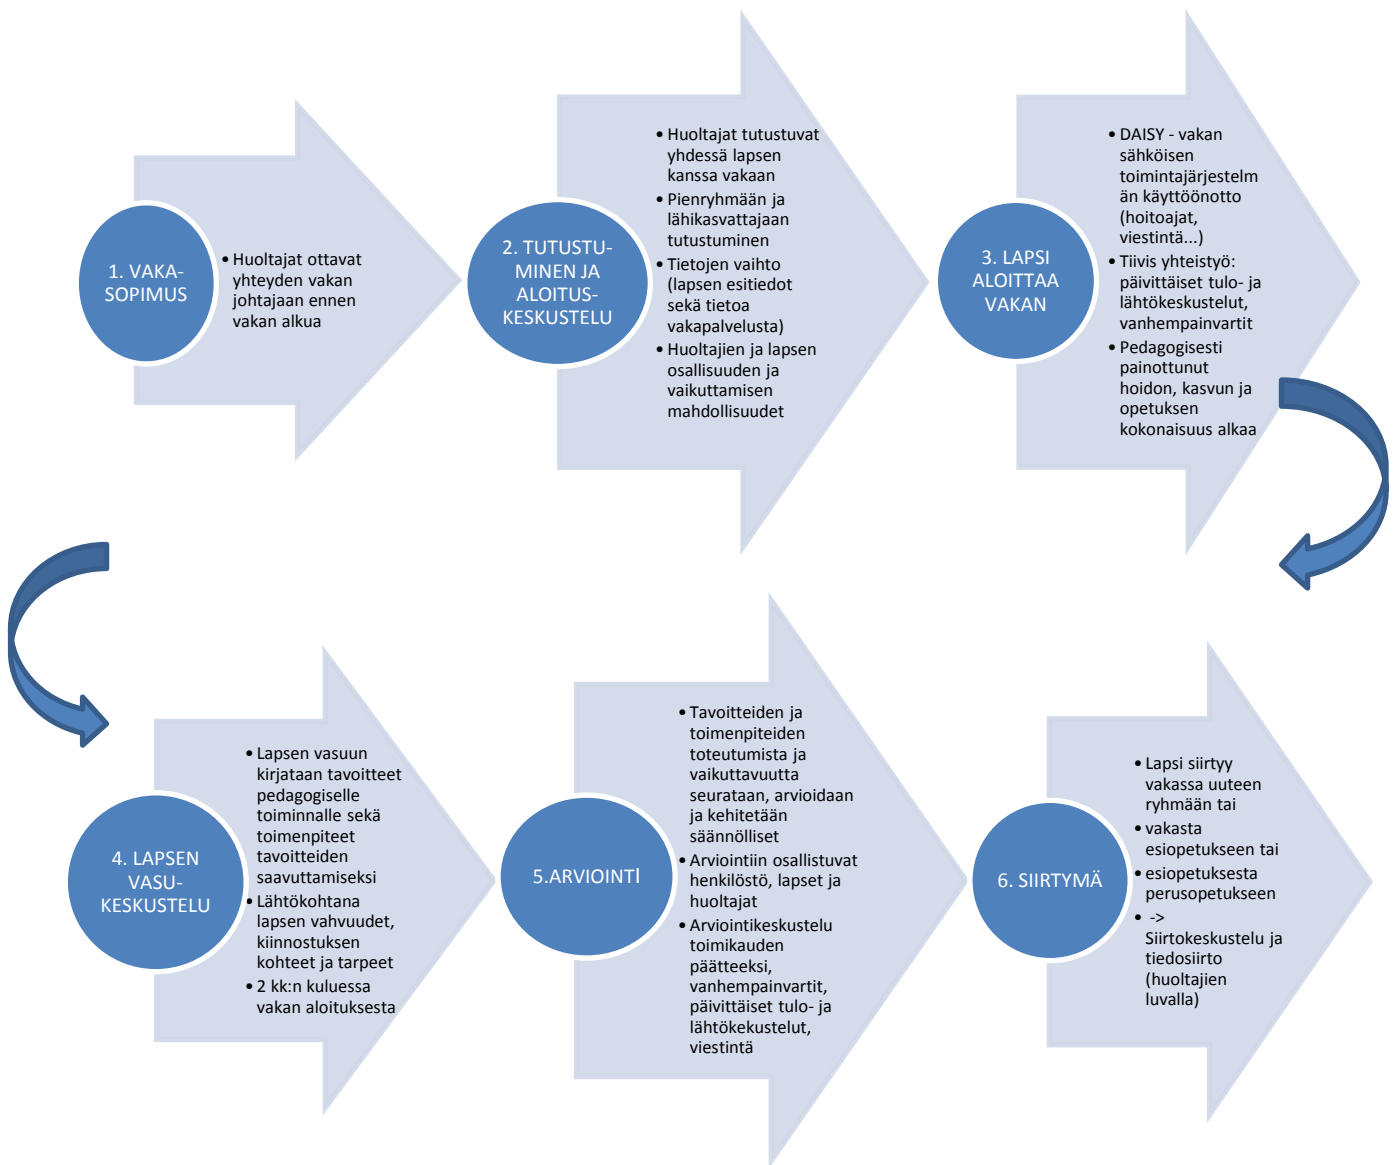 1. VAKA-
SOPIMUS
• Huoltajat ottavat
yhteyden vakan
johtajaan ennen
vakan alkua
2. TUTUSTU-
MINEN JA
ALOITUS-
KESKUSTELU
• Huoltajat tutustuvat
yhdessä lapsen
kanssa vakaan
• Pienryhmään ja
lähikasvattajaan
tutustuminen
• Tietojen vaihto
(lapsen esitiedot
sekä tietoa
vakapalvelusta)
• Huoltajien ja lapsen
osallisuuden ja
vaikuttamisen
mahdollisuudet
3. LAPSI
ALOITTAA
VAKAN
• DAISY - vakan
sähköisen
toimintajärjestelm
än käyttöönotto
(hoitoajat,
viestintä...)
• Tiivis yhteistyö:
päivittäiset tulo- ja
lähtökeskustelut,
vanhempainvartit
• Pedagogisesti
painottunut
hoidon, kasvun ja
opetuksen
kokonaisuus alkaa
4. LAPSEN
VASU-
KESKUSTELU
• Lapsen vasuun
kirjataan tavoitteet
pedagogiselle
toiminnalle sekä
toimenpiteet
tavoitteiden
saavuttamiseksi
• Lähtökohtana
lapsen vahvuudet,
kiinnostuksen
kohteet ja tarpeet
• 2 kk:n kuluessa
vakan aloituksesta
5.ARVIOINTI
• Tavoitteiden ja
toimenpiteiden
toteutumista ja
vaikuttavuutta
seurataan, arvioidaan
ja kehitetään
säännölliset
• Arviointiin osallistuvat
henkilöstö, lapset ja
huoltajat
• Arviointikeskustelu
toimikauden
päätteeksi,
vanhempainvartit,
päivittäiset tulo- ja
lähtökekustelut,
viestintä
6. SIIRTYMÄ
• Lapsi siirtyy
vakassa uuteen
ryhmään tai
• vakasta
esiopetukseen tai
• esiopetuksesta
perusopetukseen
• ->
Siirtokeskustelu ja
tiedosiirto
(huoltajien
luvalla)